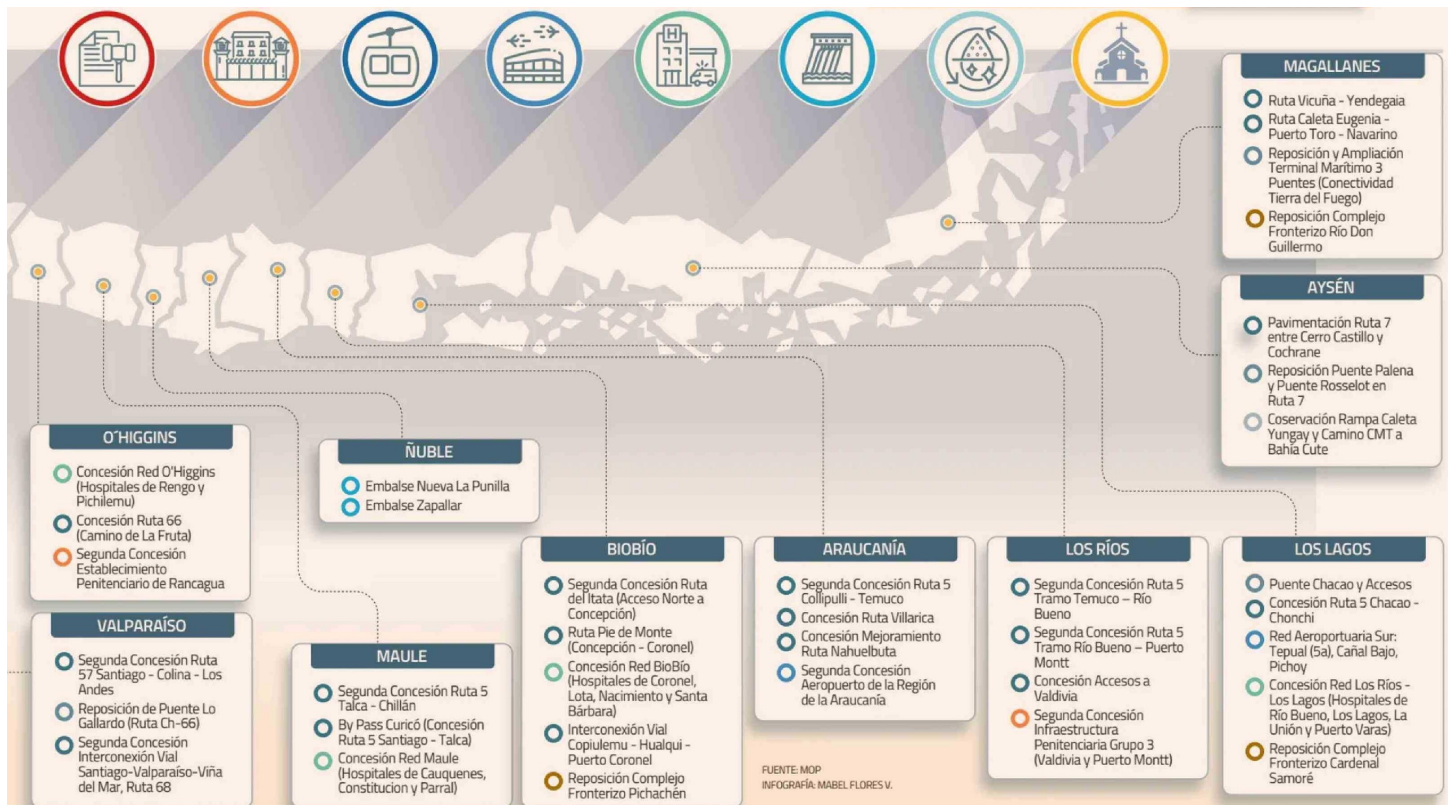 MAGALLANES
Ruta Vicuña - Yendegaia
Ruta Caleta Eugenia -
Puerto Toro - Navarino
Reposición y Ampliación
Terminal Marítimo 3
Puentes (Conectividad
Tierra del Fuego)
Reposición Complejo
Fronterizo Río Don
Guillermo
AYSÉN
Pavimentación Ruta 7
entre Cerro Castillo y
Cochrane
Reposición Puente Palena
y Puente Rosselot en
Ruta 7
Coservación Rampa Caleta
Yungay y Camino CMT a
Bahía Cute
O´HIGGINS
Concesión Red O'Higgins
(Hospitales de Rengo y
Pichilemu)
Concesión Ruta 66
(Camino de La Fruta)
Segunda Concesión
Establecimiento
Penitenciario de Rancagua
ÑUBLE
Embalse Nueva La Punilla
Embalse Zapallar
VALPARAÍSO
Segunda Concesión Ruta
57 Santiago - Colina - Los
Andes
Reposición de Puente Lo
Gallardo (Ruta Ch-66)
Segunda Concesión
Interconexión Vial
Santiago-Valparaíso-Viña
del Mar, Ruta 68
MAULE
Segunda Concesión Ruta 5
Talca - Chillán
By Pass Curicó (Concesión
Ruta 5 Santiago - Talca)
Concesión Red Maule
(Hospitales de Cauquenes,
Constitucion y Parral)
BIOBÍO
Segunda Concesión Ruta
del Itata (Acceso Norte a
Concepción)
Ruta Pie de Monte
(Concepción - Coronel)
Concesión Red BioBío
(Hospitales de Coronel,
Lota, Nacimiento y Santa
Bárbara)
Interconexión Vial
Copiulemu - Hualqui -
Puerto Coronel
Reposición Complejo
Fronterizo Pichachén
ARAUCANÍA
Segunda Concesión Ruta 5
Collipulli - Temuco
Concesión Ruta Villarica
Concesión Mejoramiento
Ruta Nahuelbuta
Segunda Concesión
Aeropuerto de la Región
de la Araucanía
FUENTE: MOP
INFOGRAFÍA: MABEL FLORES V.
LOS RÍOS
Segunda Concesión Ruta 5
Tramo Temuco – Río
Bueno
Segunda Concesión Ruta 5
Tramo Río Bueno – Puerto
Montt
Concesión Accesos a
Valdivia
Segunda Concesión
Infraestructura
Penitenciaria Grupo 3
(Valdivia y Puerto Montt)
LOS LAGOS
Puente Chacao y Accesos
Concesión Ruta 5 Chacao -
Chonchi
Red Aeroportuaria Sur:
Tepual (5a), Cañal Bajo,
Pichoy
Concesión Red Los Ríos -
Los Lagos (Hospitales de
Río Bueno, Los Lagos, La
Unión y Puerto Varas)
Reposición Complejo
Fronterizo Cardenal
Samoré